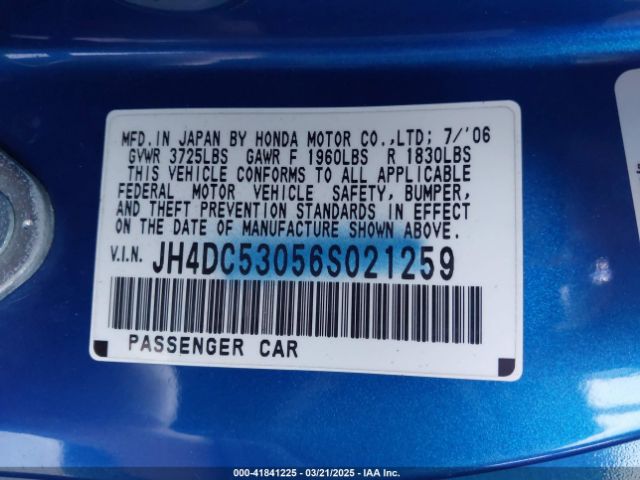 MFD. IN JAPAN BY HONDA MOTOR CO.,LTD; 7/'06
GVWR 3725LBS GAWR F 1960LBS R 1830LBS
THIS VEHICLE CONFORMS TO ALL APPLICABLE
FEDERAL MOTOR VEHICLE SAFETY, BUMPER,
AND THEFT PREVENTION STANDARDS IN EFFECT
ON THE DATE OF MANUFACTURE SHOWN ABOVE.
V.I.N. JH4DC53056S021259
PASSENGER CAR
000-41841225 - 03/21/2025 - IAA Inc.